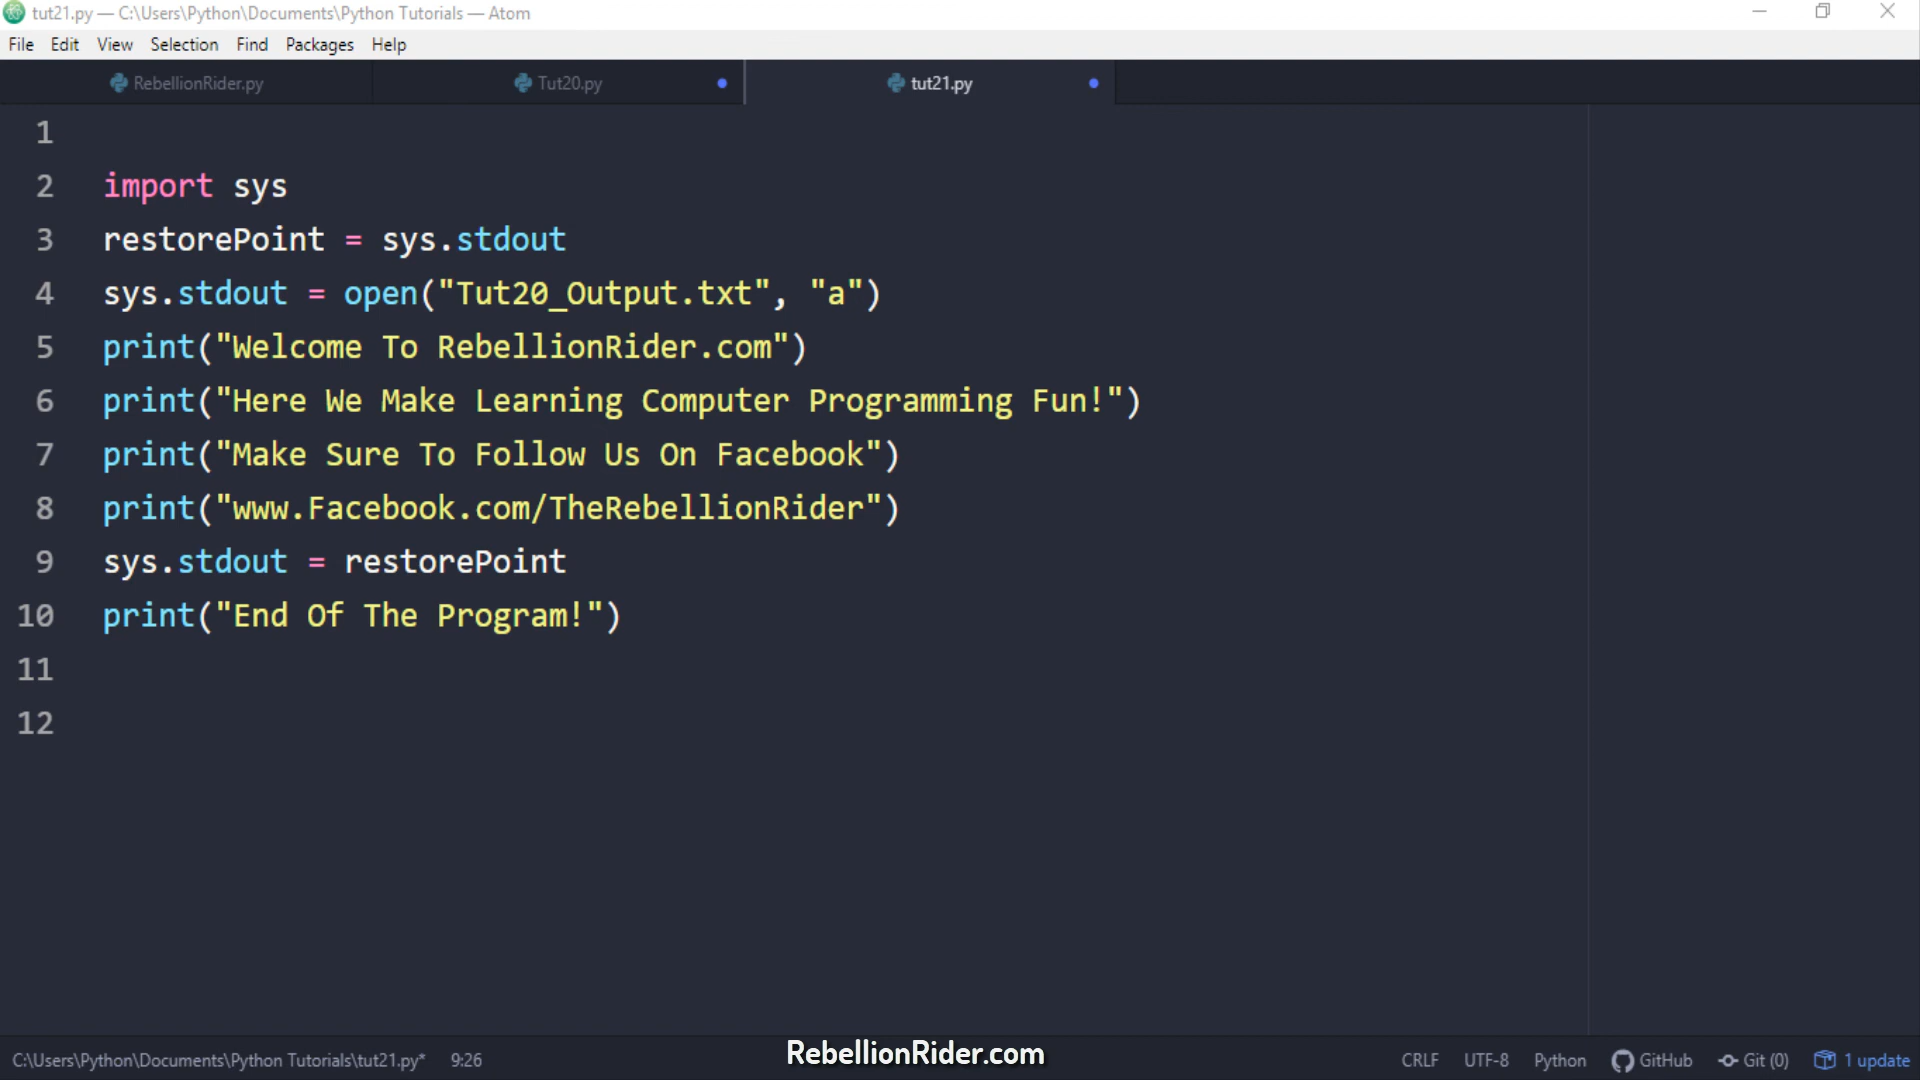 tut21.py — C:\Users\Python\Documents\Python Tutorials — Atom
File Edit View Selection Find Packages Help
RebellionRider.py Tut20.py tut21.py
1
2 import sys
3 restorePoint = sys.stdout
4 sys.stdout = open("Tut20_Output.txt", "a")
5 print("Welcome To RebellionRider.com")
6 print("Here We Make Learning Computer Programming Fun!")
7 print("Make Sure To Follow Us On Facebook")
8 print("www.Facebook.com/TheRebellionRider")
9 sys.stdout = restorePoint
10 print("End Of The Program!")
11
12
C:\Users\Python\Documents\Python Tutorials\tut21.py* 9:26 RebellionRider.com CRLF UTF-8 Python GitHub Git (0) 1 update